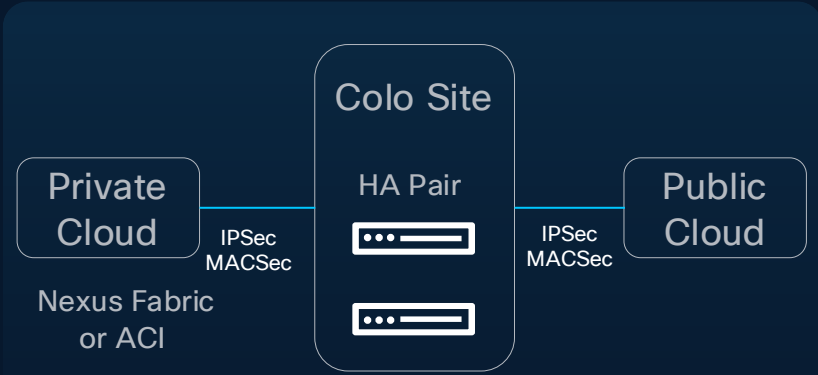 Colo Site
HA Pair
Private
Cloud
IPSec
MACSec
IPSec
MACSec
Public
Cloud
Nexus Fabric
or ACI